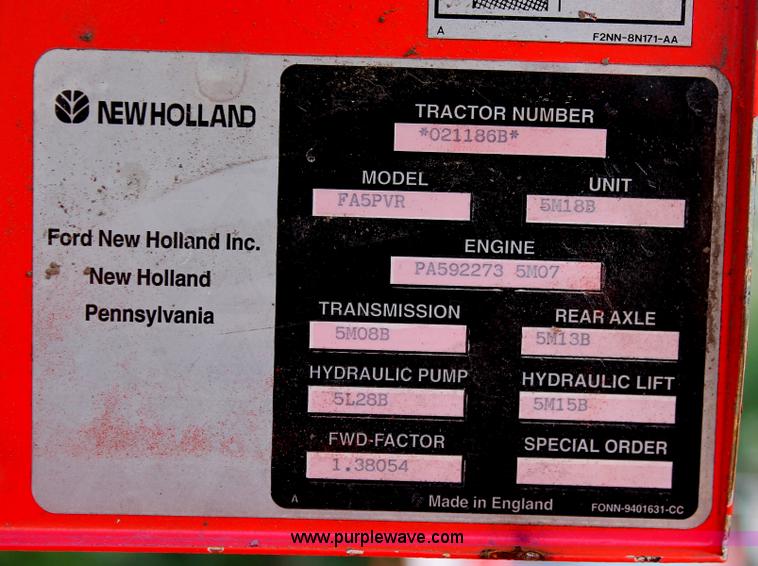 A F2NN-8N171-AA
NEW HOLLAND
Ford New Holland Inc.
New Holland
Pennsylvania
TRACTOR NUMBER
*021186B*
MODEL UNIT
FA5PVR 5M18B
ENGINE
PA592273 5M07
TRANSMISSION REAR AXLE
5M08B 5M13B
HYDRAULIC PUMP HYDRAULIC LIFT
5L28B 5M15B
FWD-FACTOR SPECIAL ORDER
1.38054
A Made in England FONN-9401631-CC
www.purplewave.com